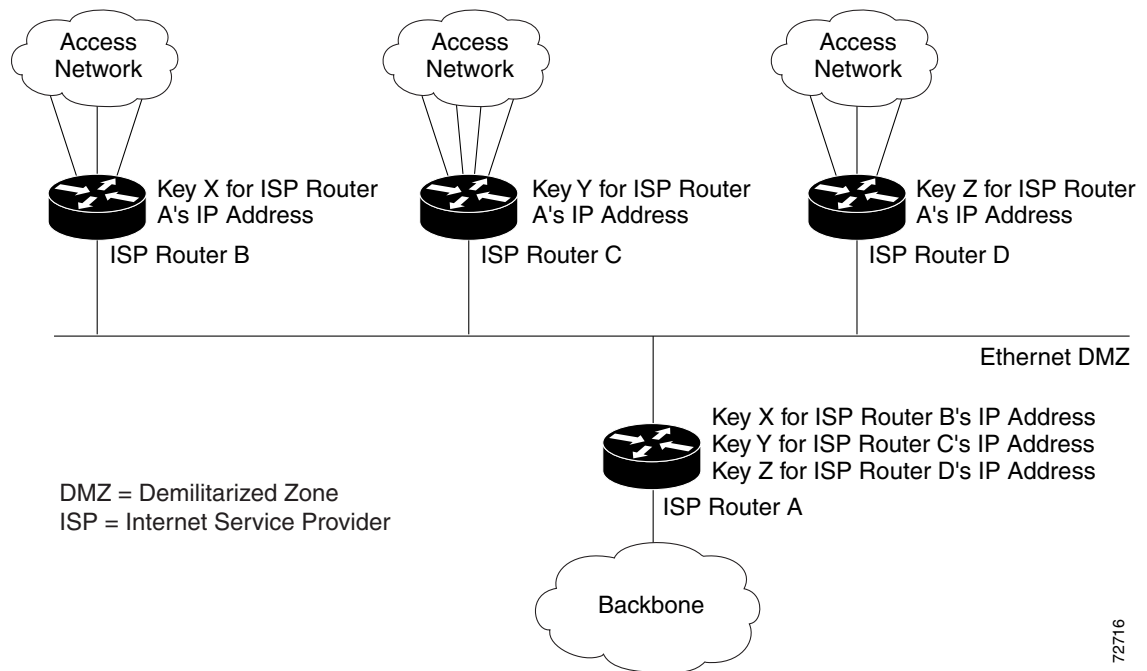 Access
Network
Access
Network
Access
Network
Key X for ISP Router
A's IP Address
ISP Router B
Key Y for ISP Router
A's IP Address
ISP Router C
Key Z for ISP Router
A's IP Address
ISP Router D
Ethernet DMZ
Key X for ISP Router B's IP Address
Key Y for ISP Router C's IP Address
Key Z for ISP Router D's IP Address
ISP Router A
DMZ = Demilitarized Zone
ISP = Internet Service Provider
Backbone
72716